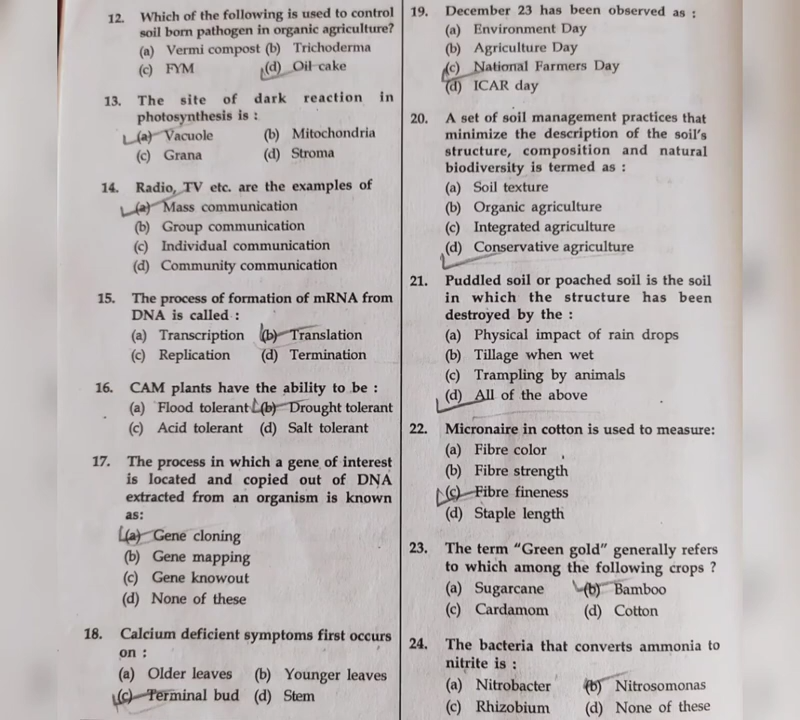 12. Which of the following is used to control
soil born pathogen in organic agriculture?
(a) Vermi compost (b) Trichoderma
(c) FYM (d) Oil cake
13. The site of dark reaction in
photosynthesis is :
(a) Vacuole (b) Mitochondria
(c) Grana (d) Stroma
14. Radio, TV etc. are the examples of
(a) Mass communication
(b) Group communication
(c) Individual communication
(d) Community communication
15. The process of formation of mRNA from
DNA is called :
(a) Transcription (b) Translation
(c) Replication (d) Termination
16. CAM plants have the ability to be :
(a) Flood tolerant (b) Drought tolerant
(c) Acid tolerant (d) Salt tolerant
17. The process in which a gene of interest
is located and copied out of DNA
extracted from an organism is known
as:
(a) Gene cloning
(b) Gene mapping
(c) Gene knowout
(d) None of these
18. Calcium deficient symptoms first occurs
on :
(a) Older leaves (b) Younger leaves
(c) Terminal bud (d) Stem
19. December 23 has been observed as :
(a) Environment Day
(b) Agriculture Day
(c) National Farmers Day
(d) ICAR day
20. A set of soil management practices that
minimize the description of the soil's
structure, composition and natural
biodiversity is termed as :
(a) Soil texture
(b) Organic agriculture
(c) Integrated agriculture
(d) Conservative agriculture
21. Puddled soil or poached soil is the soil
in which the structure has been
destroyed by the :
(a) Physical impact of rain drops
(b) Tillage when wet
(c) Trampling by animals
(d) All of the above
22. Micronaire in cotton is used to measure:
(a) Fibre color
(b) Fibre strength
(c) Fibre fineness
(d) Staple length
23. The term "Green gold" generally refers
to which among the following crops ?
(a) Sugarcane (b) Bamboo
(c) Cardamom (d) Cotton
24. The bacteria that converts ammonia to
nitrite is :
(a) Nitrobacter (b) Nitrosomonas
(c) Rhizobium (d) None of these